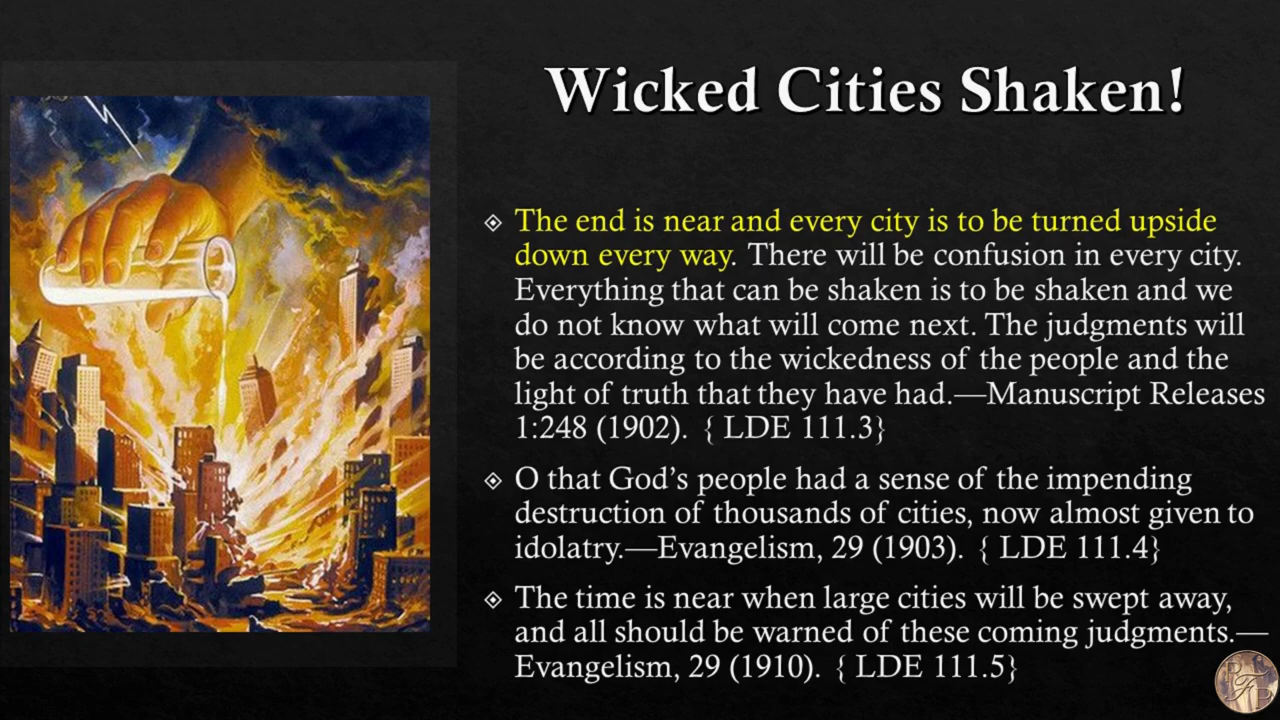 Wicked Cities Shaken!
The end is near and every city is to be turned upside
down every way. There will be confusion in every city.
Everything that can be shaken is to be shaken and we
do not know what will come next. The judgments will
be according to the wickedness of the people and the
light of truth that they have had.—Manuscript Releases
1:248 (1902). { LDE 111.3}
O that God’s people had a sense of the impending
destruction of thousands of cities, now almost given to
idolatry.—Evangelism, 29 (1903). { LDE 111.4}
The time is near when large cities will be swept away,
and all should be warned of these coming judgments.—
Evangelism, 29 (1910). { LDE 111.5}